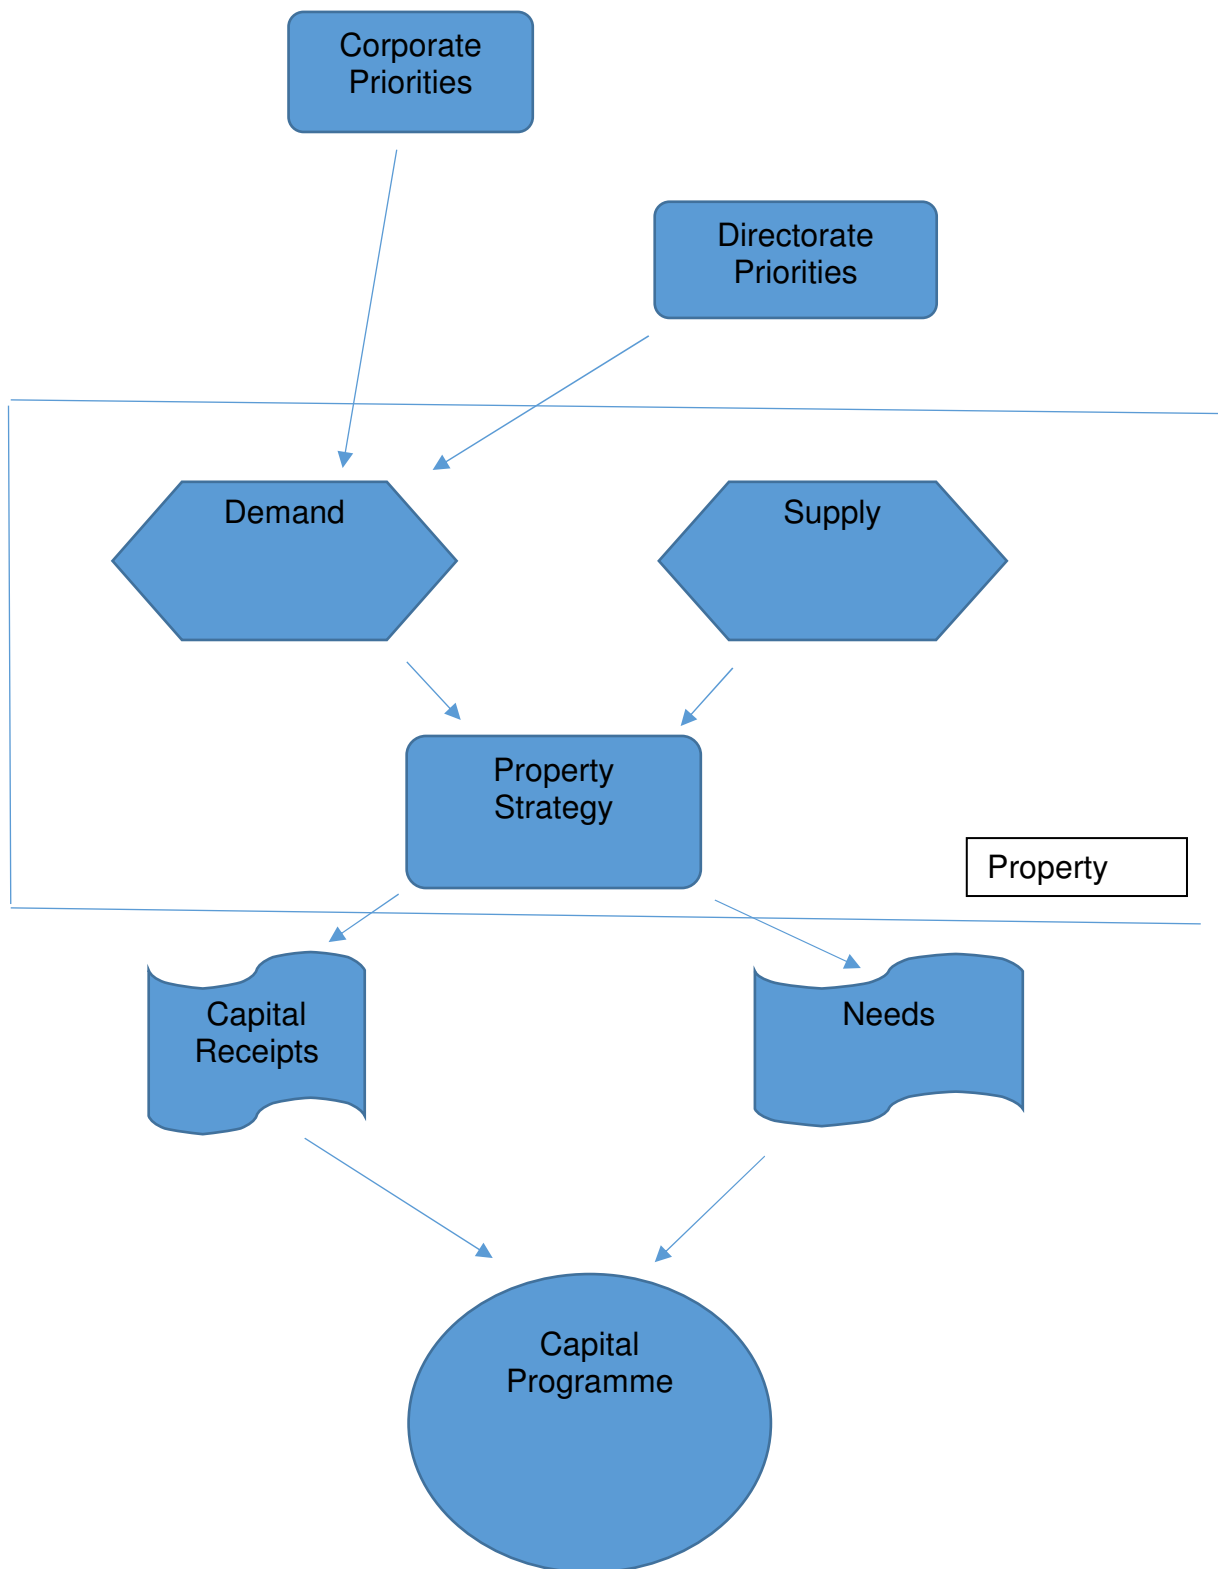 Corporate
Priorities
Directorate
Priorities
Demand
Supply
Property
Strategy
Property
Capital
Receipts
Needs
Capital
Programme